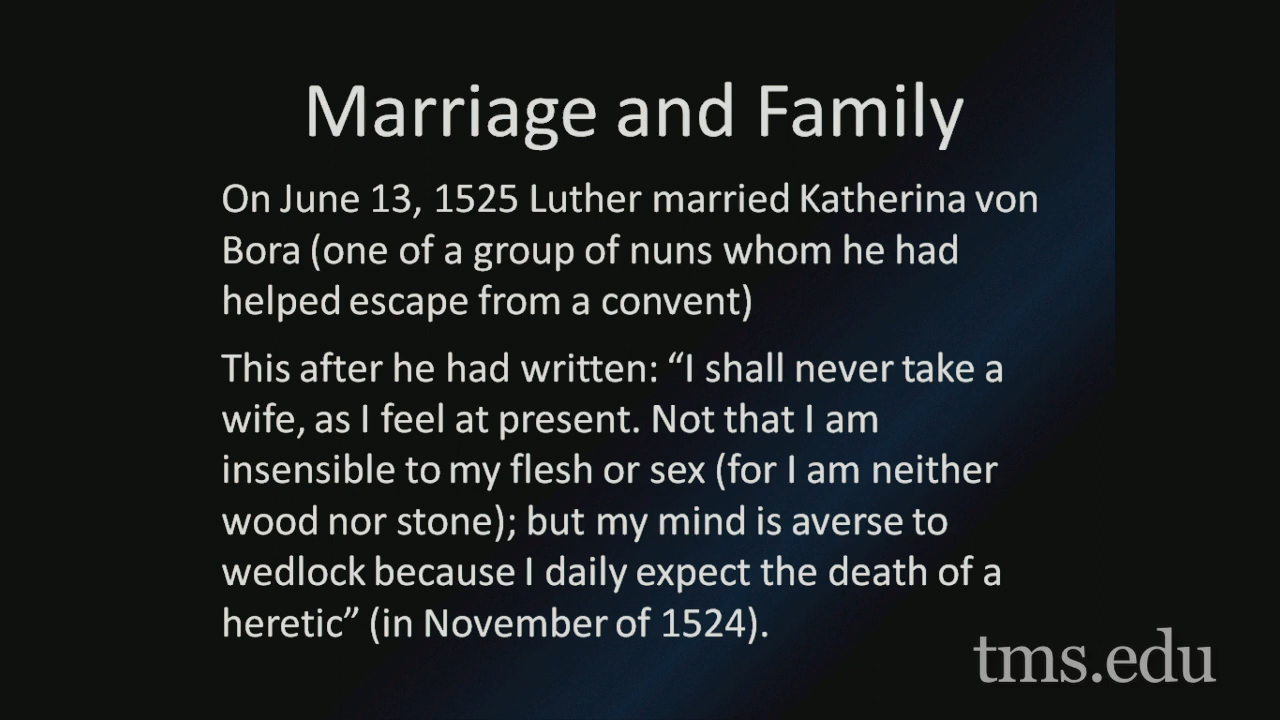 Marriage and Family
On June 13, 1525 Luther married Katherina von
Bora (one of a group of nuns whom he had
helped escape from a convent)
This after he had written: “I shall never take a
wife, as I feel at present. Not that I am
insensible to my flesh or sex (for I am neither
wood nor stone); but my mind is averse to
wedlock because I daily expect the death of a
heretic” (in November of 1524).
tms.edu